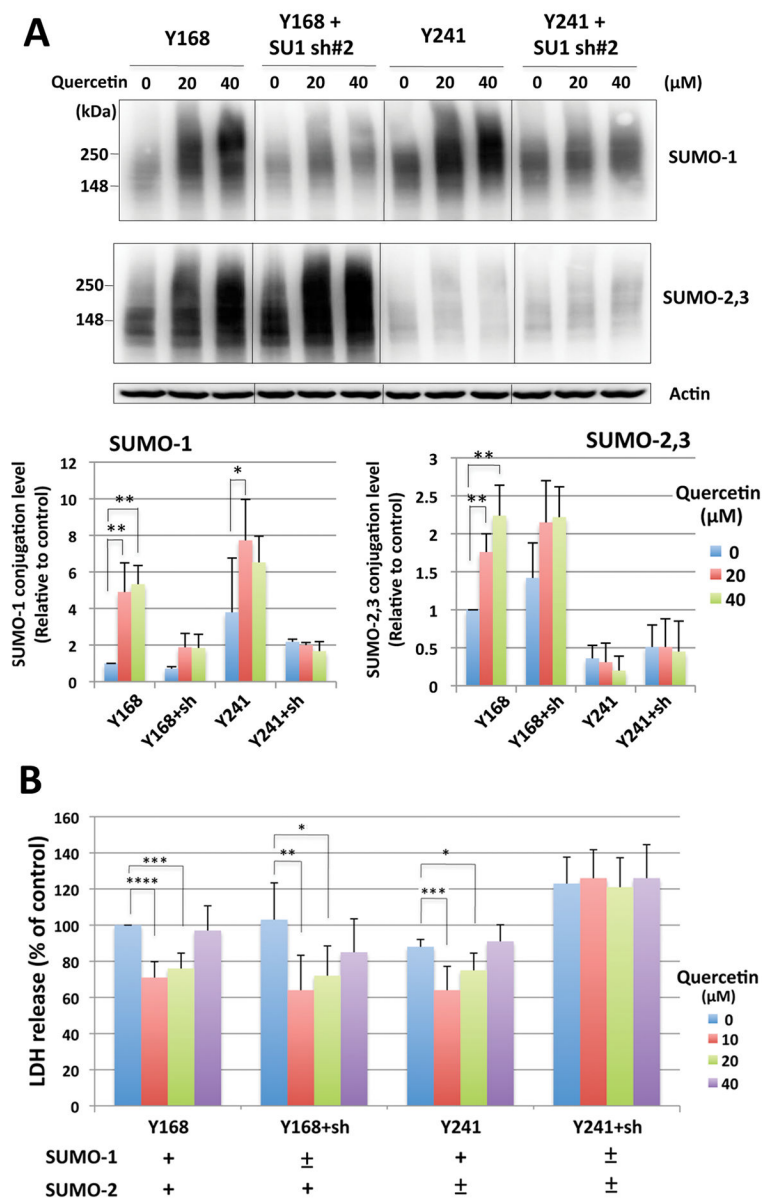 A
Y168
Y168 +
SU1 sh#2
Y241
Y241 +
SU1 sh#2
Quercetin 0 20 40 0 20 40 0 20 40 0 20 40 (μM)
(kDa)
250
148
SUMO-1
250
148
SUMO-2,3
Actin
SUMO-1
SUMO-1 conjugation level
(Relative to control)
12
10
8
6
4
2
0
**
**
*
Y168
Y168+sh
Y241
Y241+sh
SUMO-2,3
SUMO-2,3 conjugation level
(Relative to control)
3
2.5
2
1.5
1
0.5
0
**
**
Y168
Y168+sh
Y241
Y241+sh
Quercetin
(μM)
0
20
40
B
LDH release (% of control)
160
140
120
100
80
60
40
20
0
***
****
*
**
*
***
Quercetin
(μM)
0
10
20
40
Y168 Y168+sh Y241 Y241+sh
SUMO-1 + ± + ±
SUMO-2 + + ± ±